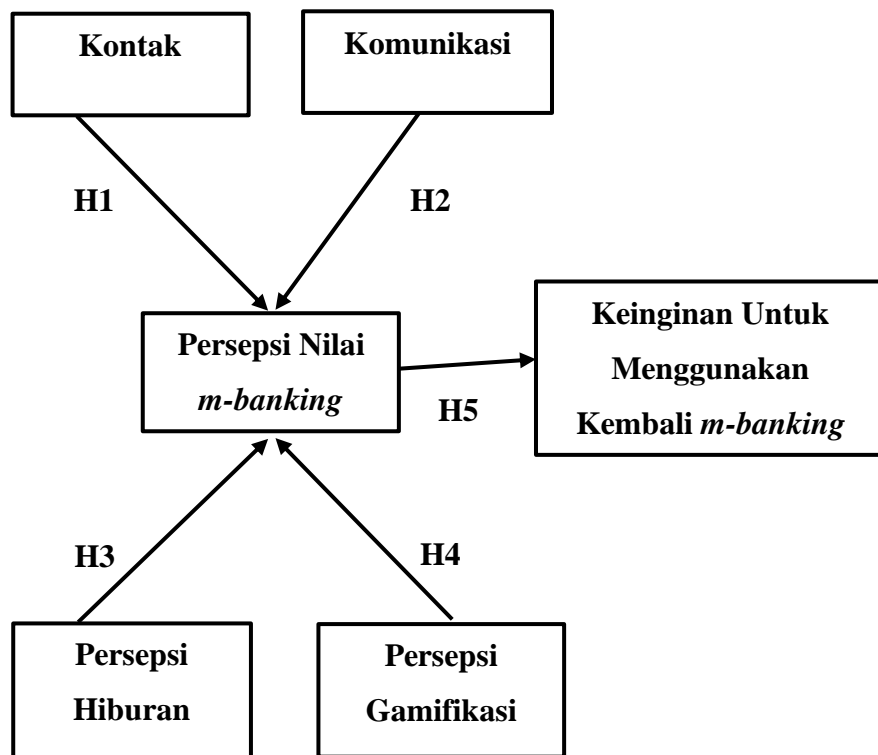 Kontak
Komunikasi
H1
H2
Persepsi Nilai
m-banking
H5
Keinginan Untuk
Menggunakan
Kembali m-banking
H3
H4
Persepsi
Hiburan
Persepsi
Gamifikasi